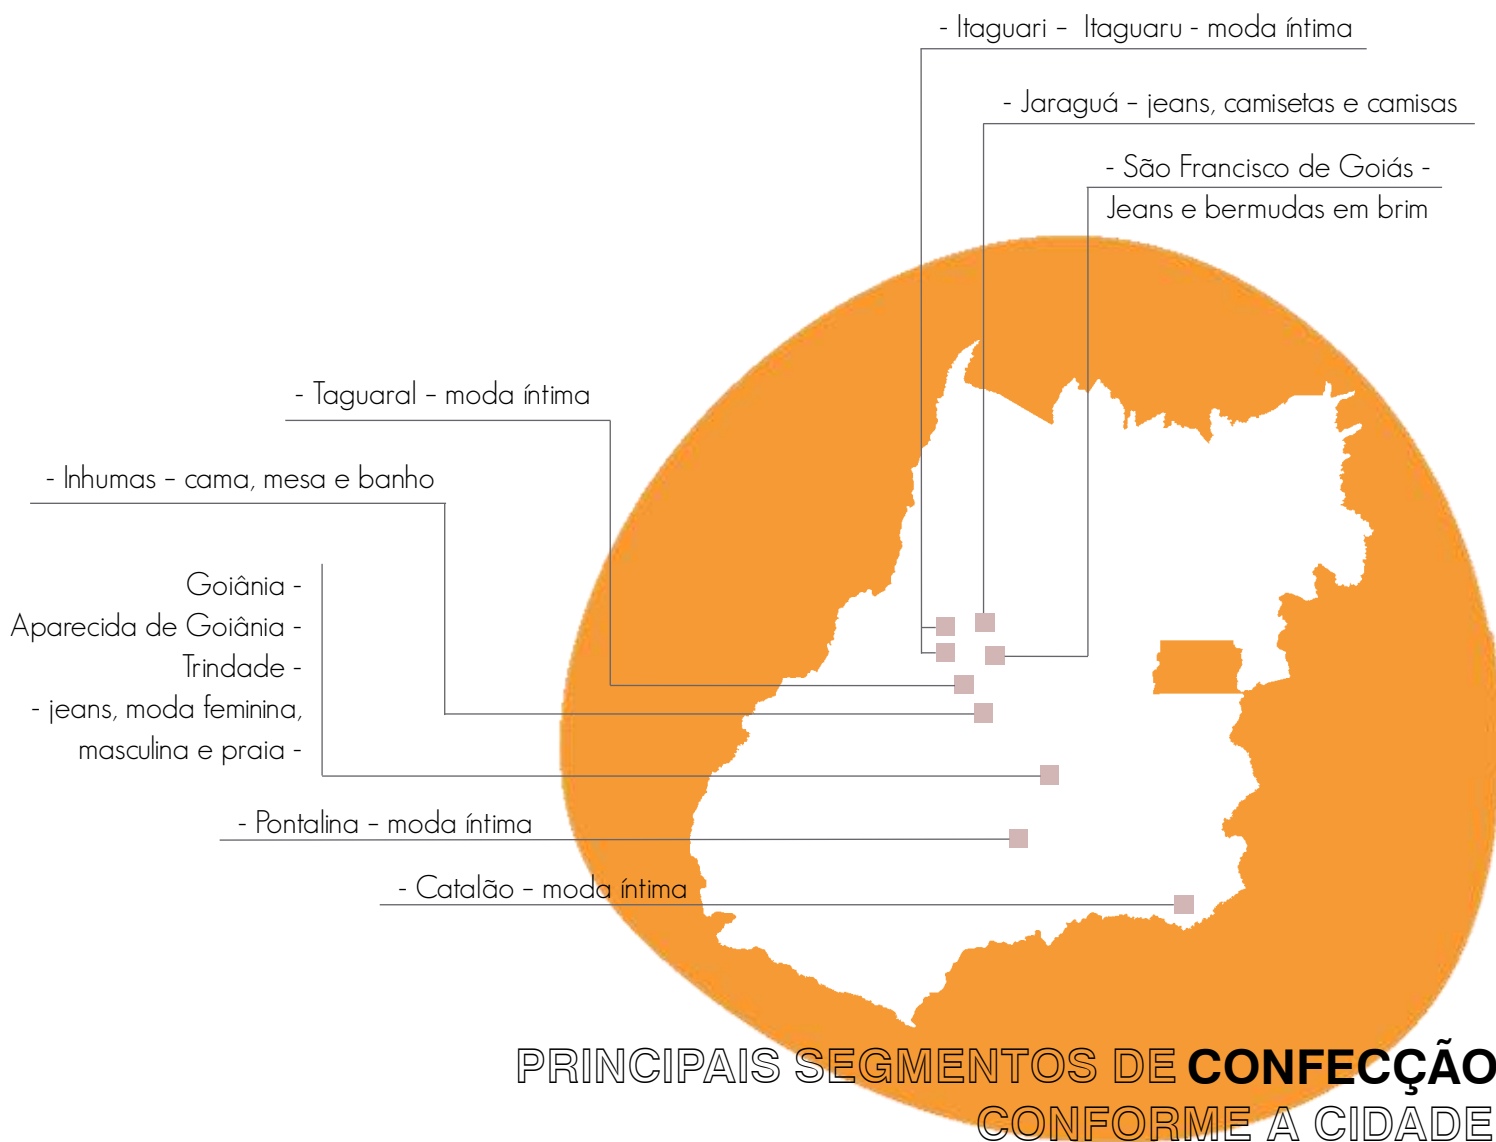 - Itaguari – Itaguaru - moda íntima
- Jaraguá – jeans, camisetas e camisas
- São Francisco de Goiás -
Jeans e bermudas em brim
- Taguaral – moda íntima
- Inhumas – cama, mesa e banho
Goiânia -
Aparecida de Goiânia -
Trindade -
- jeans, moda feminina,
masculina e praia -
- Pontalina – moda íntima
- Catalão – moda íntima
PRINCIPAIS SEGMENTOS DE CONFECÇÃO
CONFORME A CIDADE